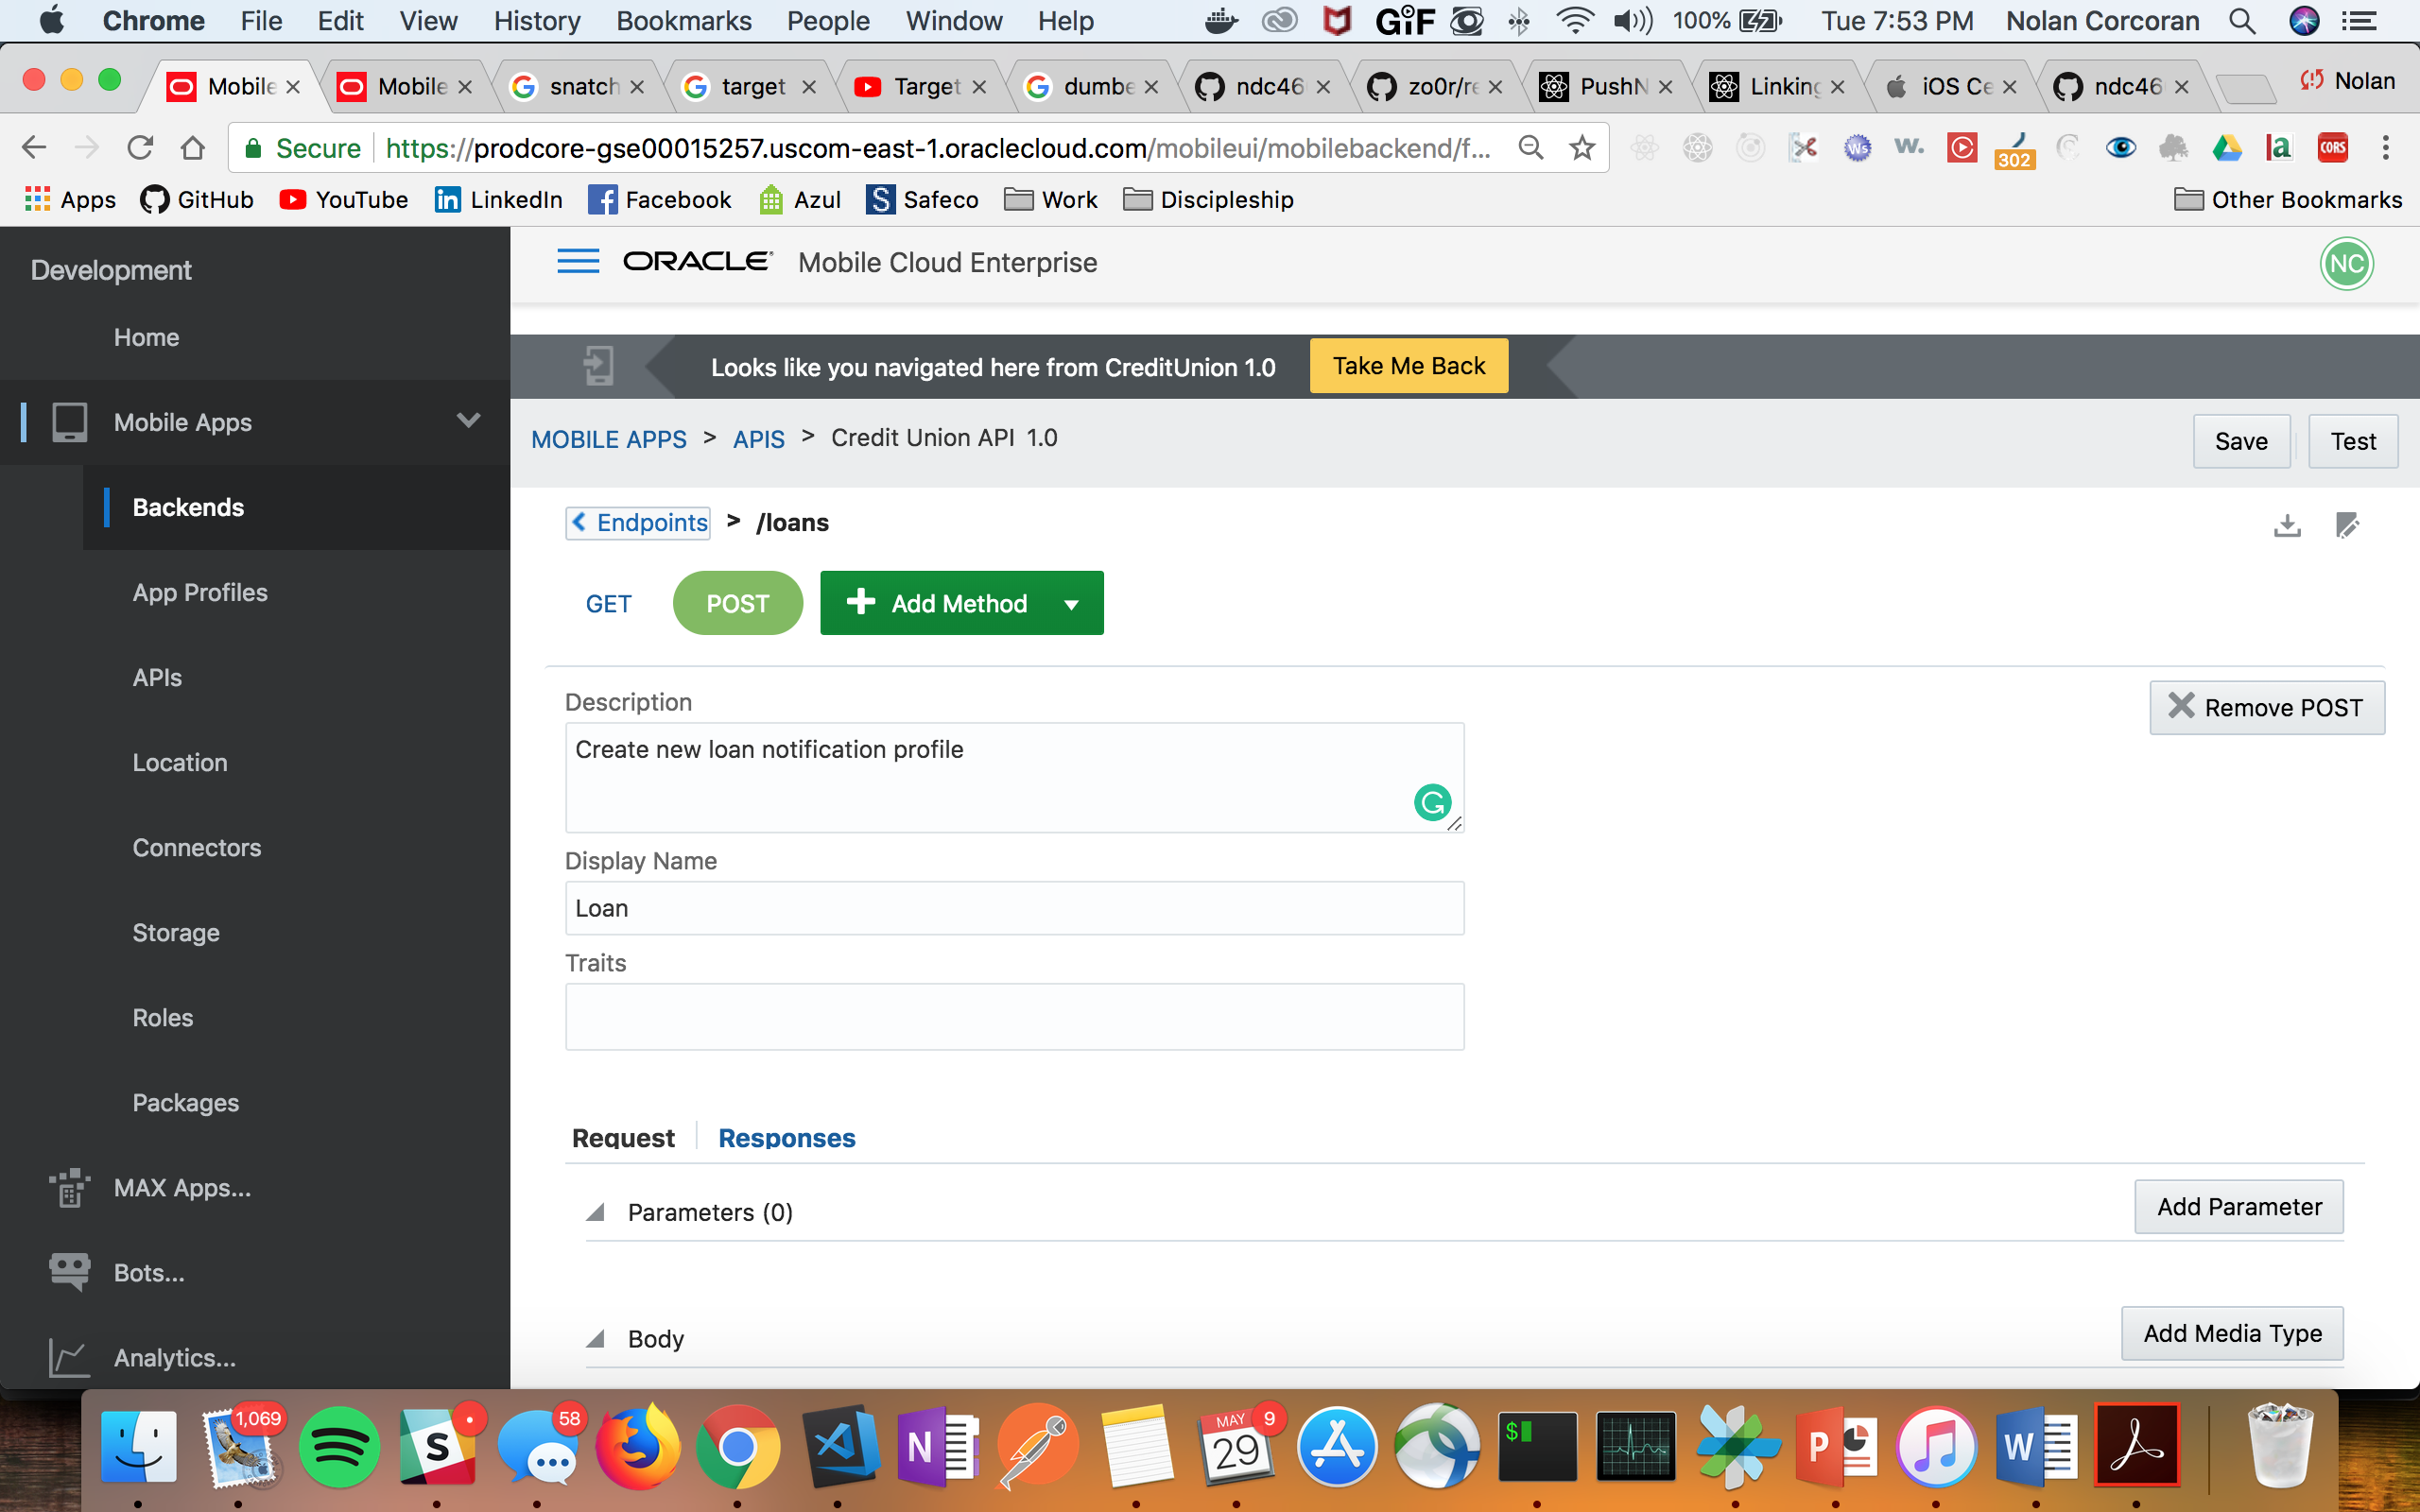 Chrome File Edit View History Bookmarks People Window Help GIF 100% Tue 7:53 PM Nolan Corcoran
Mobile Mobile snatch target Target dumbe ndc46 zo0r/re PushN Linking iOS Ce ndc46 Nolan
Secure https://prodcore-gse00015257.uscom-east-1.oraclecloud.com/mobileui/mobilebackend/f... Ws w. 302 a CORS
Apps GitHub YouTube LinkedIn Facebook Azul Safeco Work Discipleship Other Bookmarks
Development
Home
Mobile Apps
Backends
App Profiles
APIs
Location
Connectors
Storage
Roles
Packages
MAX Apps...
Bots...
Analytics...
ORACLE Mobile Cloud Enterprise NC
Looks like you navigated here from CreditUnion 1.0 Take Me Back
MOBILE APPS > APIS > Credit Union API 1.0 Save Test
Endpoints > /loans
GET POST Add Method
Description Remove POST
Create new loan notification profile
Display Name
Loan
Traits
Request Responses
Parameters (0) Add Parameter
Body Add Media Type
1,069 S 58 N MAY 29 9 $ P W